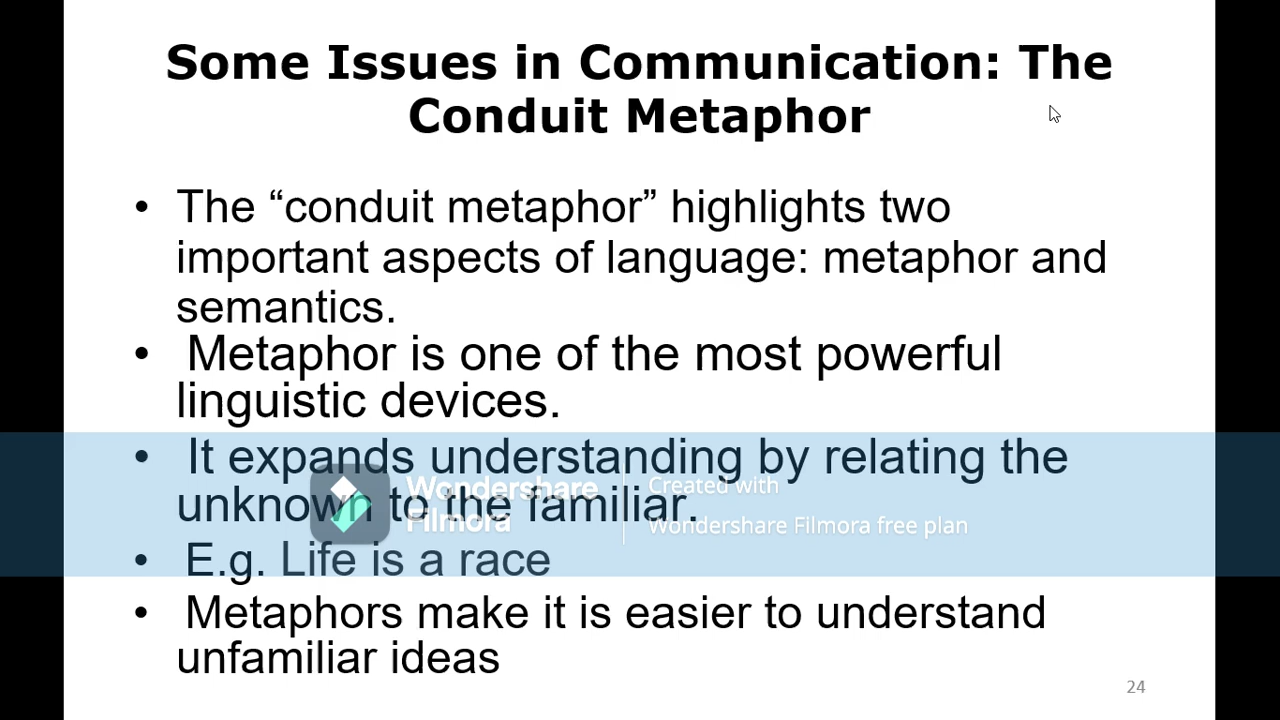 Some Issues in Communication: The
Conduit Metaphor
• The “conduit metaphor” highlights two
important aspects of language: metaphor and
semantics.
• Metaphor is one of the most powerful
linguistic devices.
• It expands understanding by relating the
unknown to the familiar.
Wondershare
Filmora
Created with
Wondershare Filmora free plan
• E.g. Life is a race
• Metaphors make it is easier to understand
unfamiliar ideas
24